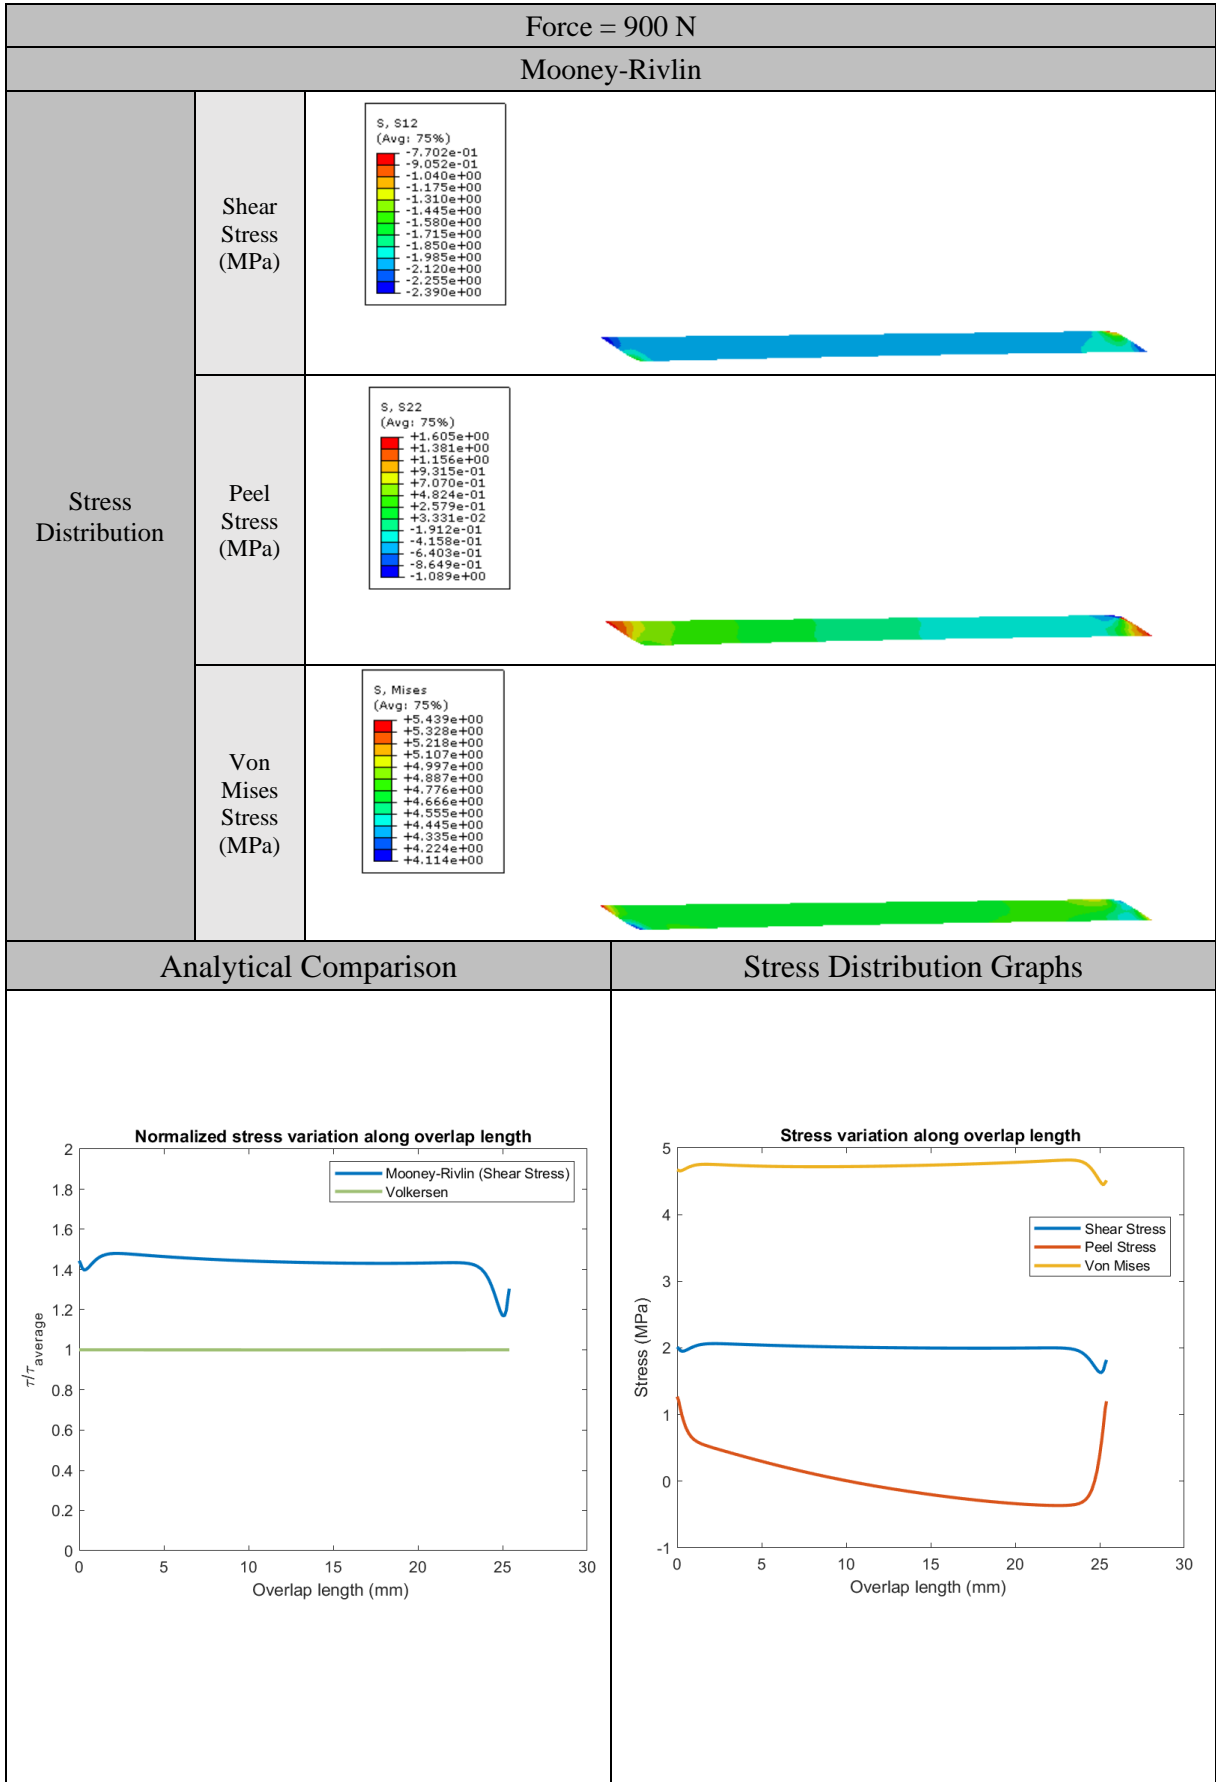 Force = 900 N
Mooney-Rivlin
Stress
Distribution
Shear
Stress
(MPa)
S, S12
(Avg: 75%)
-7.702e-01
-9.052e-01
-1.040e+00
-1.175e+00
-1.310e+00
-1.445e+00
-1.580e+00
-1.715e+00
-1.850e+00
-1.985e+00
-2.120e+00
-2.255e+00
-2.390e+00
Peel
Stress
(MPa)
S, S22
(Avg: 75%)
+1.605e+00
+1.381e+00
+1.156e+00
+9.315e-01
+7.070e-01
+4.824e-01
+2.579e-01
+3.331e-02
-1.912e-01
-4.158e-01
-6.403e-01
-8.649e-01
-1.089e+00
Von
Mises
Stress
(MPa)
S, Mises
(Avg: 75%)
+5.439e+00
+5.328e+00
+5.218e+00
+5.107e+00
+4.997e+00
+4.887e+00
+4.776e+00
+4.666e+00
+4.555e+00
+4.445e+00
+4.335e+00
+4.224e+00
+4.114e+00
Analytical Comparison
Stress Distribution Graphs
Normalized stress variation along overlap length
Mooney-Rivlin (Shear Stress)
Volkersen
2
1.8
1.6
1.4
1.2
1
0.8
0.6
0.4
0.2
0
τ/τaverage
0 5 10 15 20 25 30
Overlap length (mm)
Stress variation along overlap length
Shear Stress
Peel Stress
Von Mises
5
4
3
2
1
0
-1
Stress (MPa)
0 5 10 15 20 25 30
Overlap length (mm)